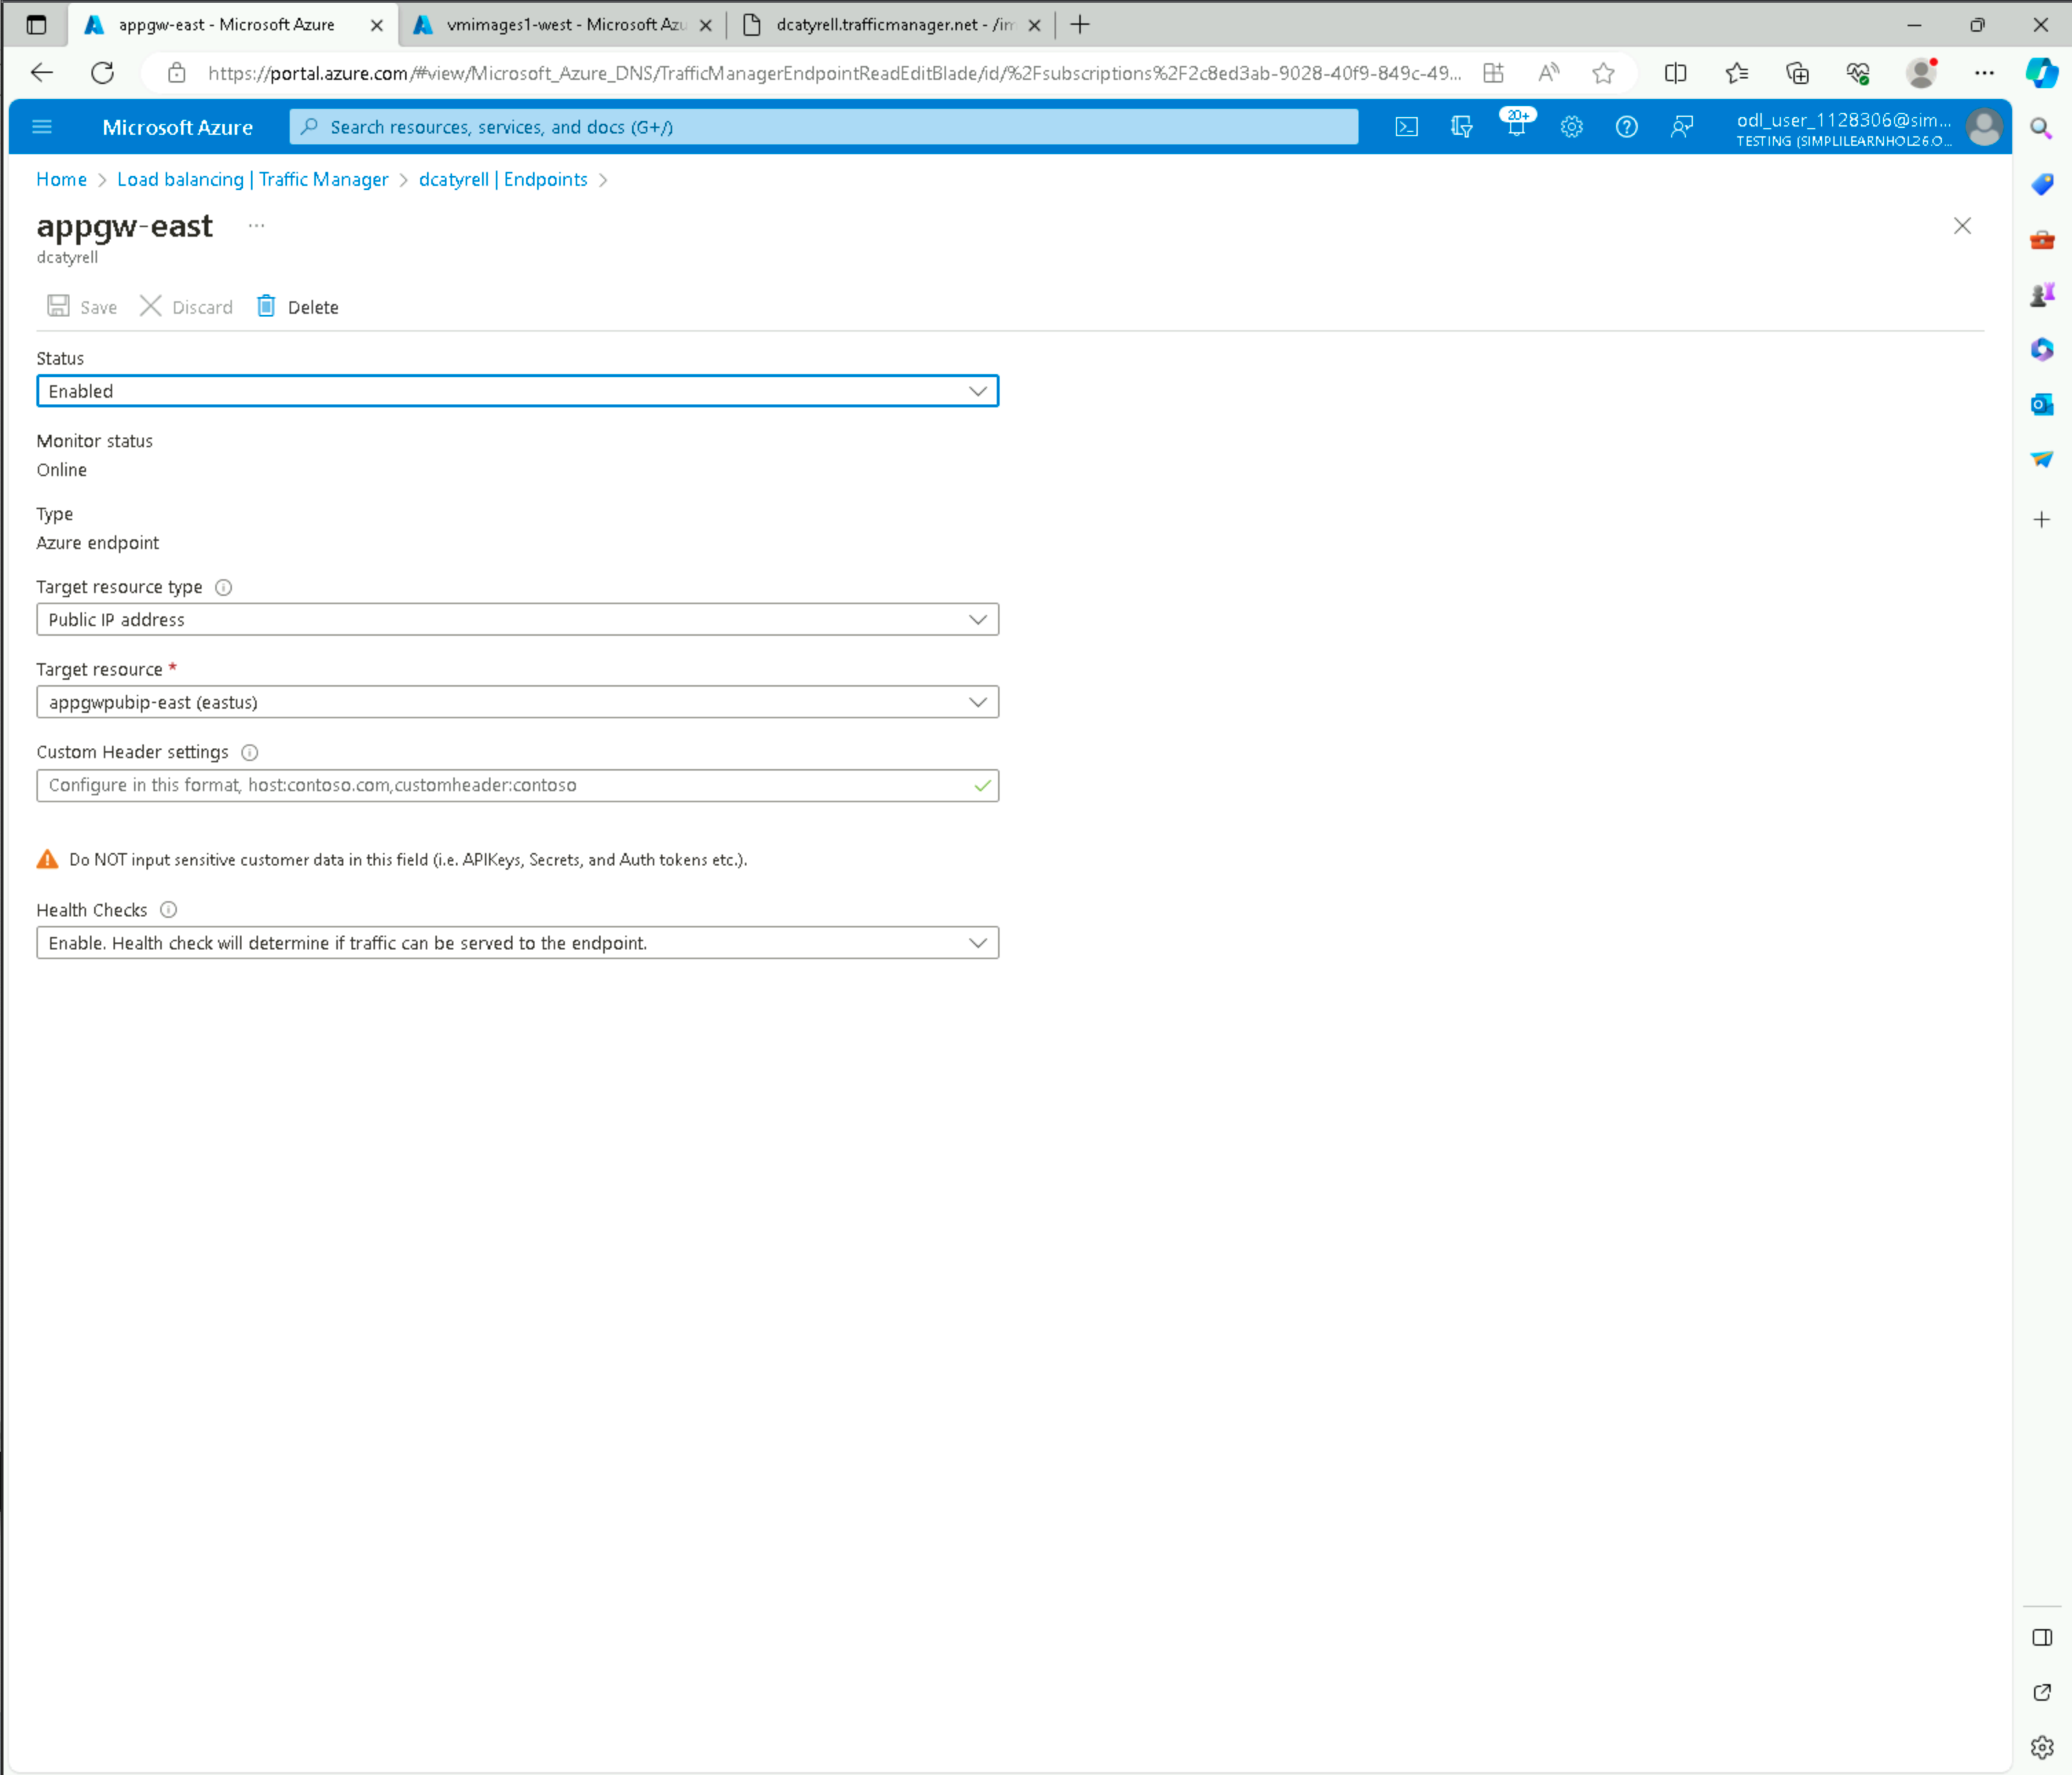 appgw-east - Microsoft Azure
vmimages1-west - Microsoft Azu
dcatyrell.trafficmanager.net - /im
https://portal.azure.com/#view/Microsoft_Azure_DNS/TrafficManagerEndpointReadEditBlade/id/%2Fsubscriptions%2F2c8ed3ab-9028-40f9-849c-49...
Microsoft Azure
Search resources, services, and docs (G+/)
20+
odl_user_1128306@sim...
TESTING (SIMPLILEARNHOL26.O...
Home > Load balancing | Traffic Manager > dcatyrell | Endpoints >
appgw-east ...
dcatyrell
Save
Discard
Delete
Status
Enabled
Monitor status
Online
Type
Azure endpoint
Target resource type
Public IP address
Target resource *
appgwpubip-east (eastus)
Custom Header settings
Configure in this format, host:contoso.com,customheader:contoso
Do NOT input sensitive customer data in this field (i.e. APIKeys, Secrets, and Auth tokens etc.).
Health Checks
Enable. Health check will determine if traffic can be served to the endpoint.